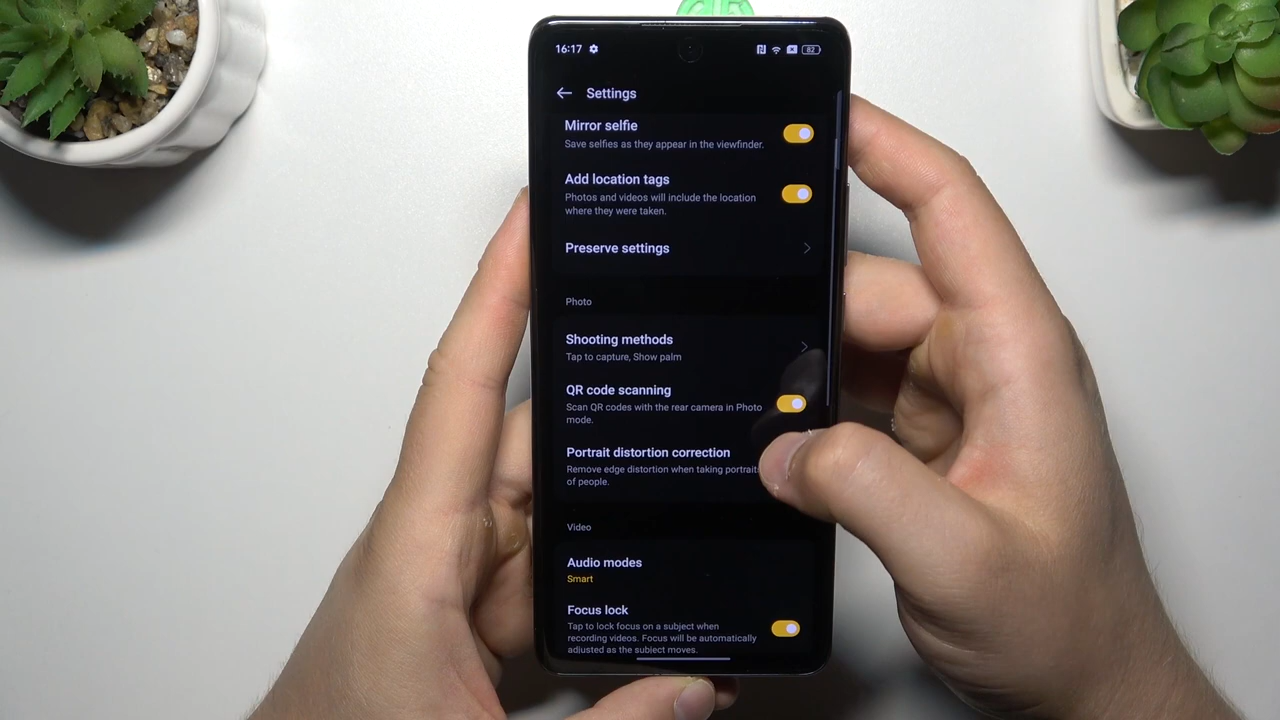 16:17
82
Settings
Mirror selfie
Save selfies as they appear in the viewfinder.
Add location tags
Photos and videos will include the location
where they were taken.
Preserve settings
Photo
Shooting methods
Tap to capture, Show palm
QR code scanning
Scan QR codes with the rear camera in Photo
mode.
Portrait distortion correction
Remove edge distortion when taking portraits
of people.
Video
Audio modes
Smart
Focus lock
Tap to lock focus on a subject when
recording videos. Focus will be automatically
adjusted as the subject moves.